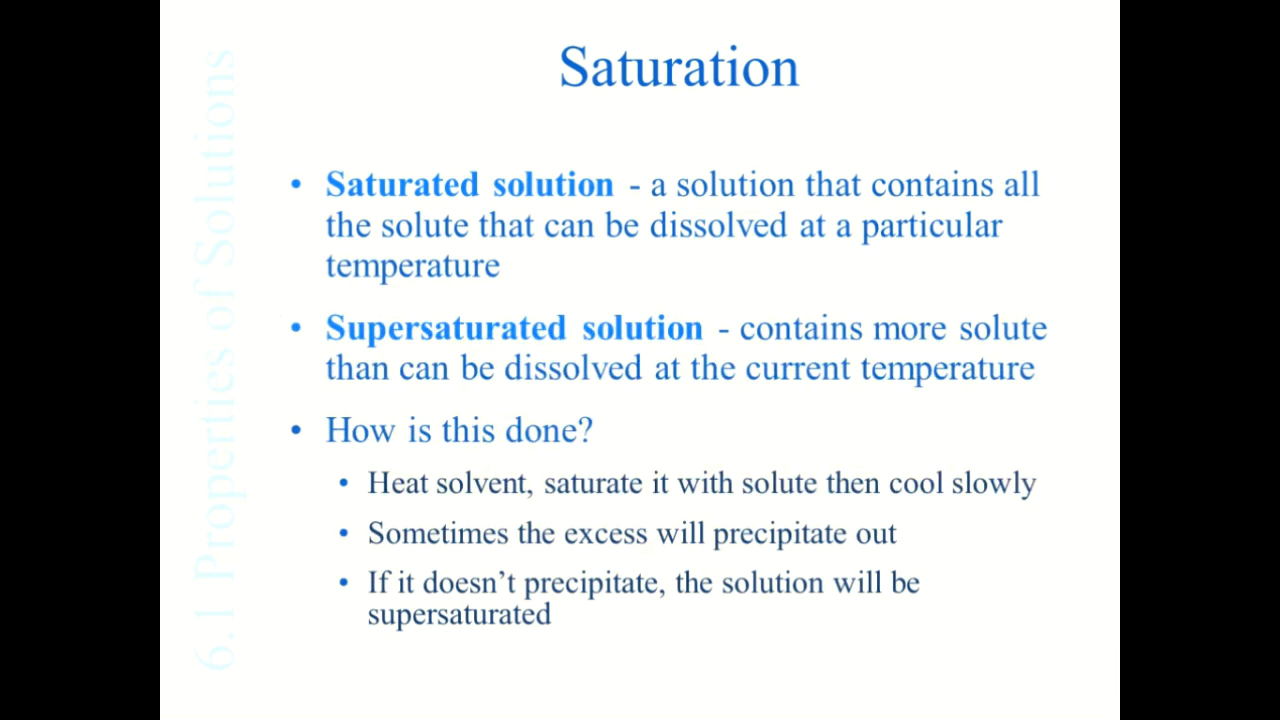 Saturation
• Saturated solution - a solution that contains all
the solute that can be dissolved at a particular
temperature
• Supersaturated solution - contains more solute
than can be dissolved at the current temperature
• How is this done?
• Heat solvent, saturate it with solute then cool slowly
• Sometimes the excess will precipitate out
• If it doesn’t precipitate, the solution will be
supersaturated
6.1 Properties of Solutions